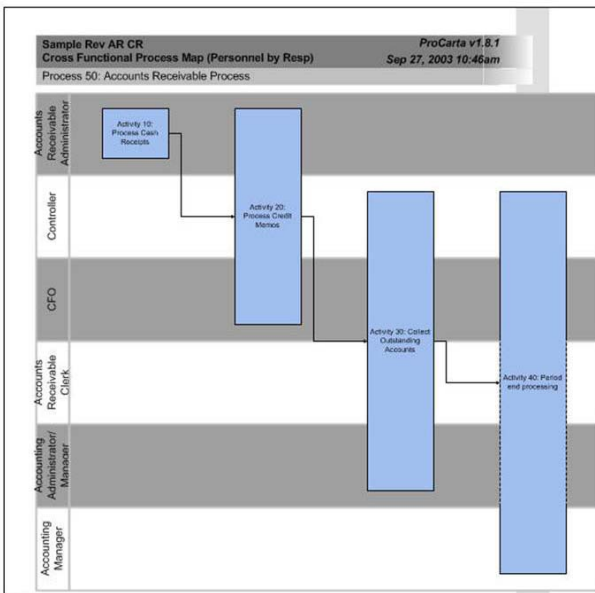 Sample Rev AR CR
ProCarta v1.8.1
Cross Functional Process Map (Personnel by Resp)
Sep 27, 2003 10:46am
Process 50: Accounts Receivable Process
Accounts
Receivable
Administrator
Activity 10:
Process Cash
Receipts
Controller
Activity 20:
Process Credit
Memos
CFO
Activity 30: Collect
Outstanding
Accounts
Accounts
Receivable
Clerk
Activity 40: Period
end processing
Accounting
Administrator/
Manager
Accounting
Manager